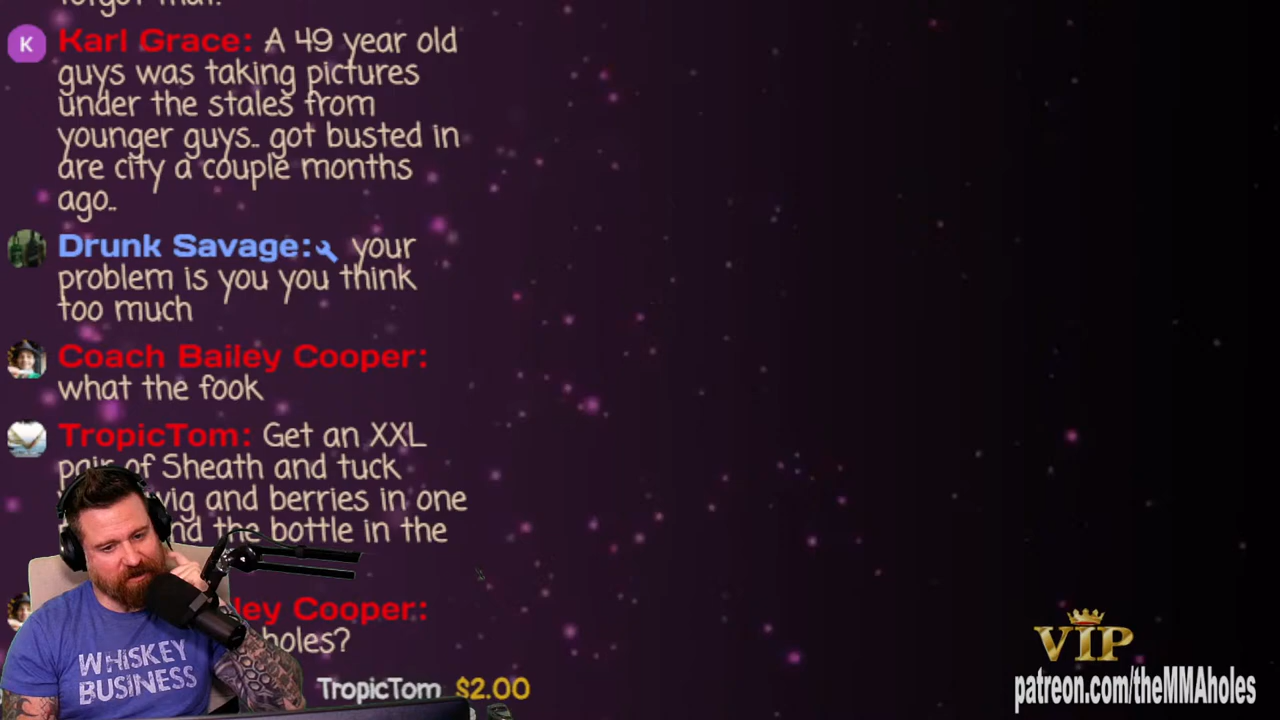 K
Karl Grace: A 49 year old
guys was taking pictures
under the stales from
younger guys.. got busted in
are city a couple months
ago..
Drunk Savage: your
problem is you you think
too much
Coach Bailey Cooper:
what the fook
TropicTom: Get an XXL
pair of Sheath and tuck
and berries in one
the bottle in the
Cooper:
holes?
TropicTom $2.00
WHISKEY
BUSINESS
VIP
patreon.com/theMMAholes